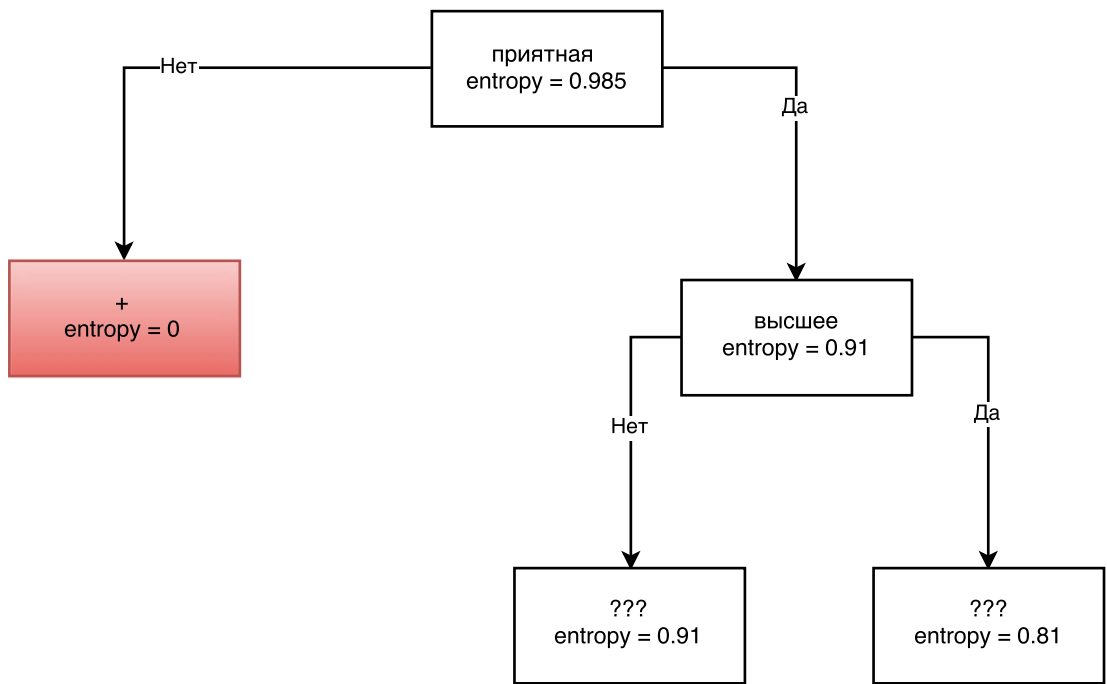 приятная
entropy = 0.985
Нет
Да
+
entropy = 0
высшее
entropy = 0.91
Нет
Да
???
entropy = 0.91
???
entropy = 0.81